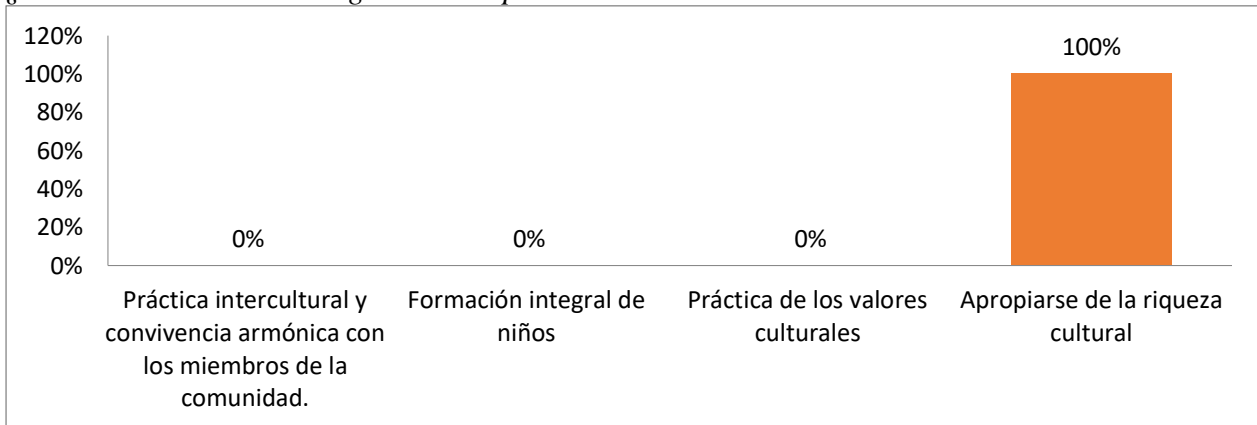 120%
100%
80%
60%
40%
20%
0%
0%
0%
0%
100%
Práctica intercultural y
convivencia armónica con
los miembros de la
comunidad.
Formación integral de
niños
Práctica de los valores
culturales
Apropiarse de la riqueza
cultural